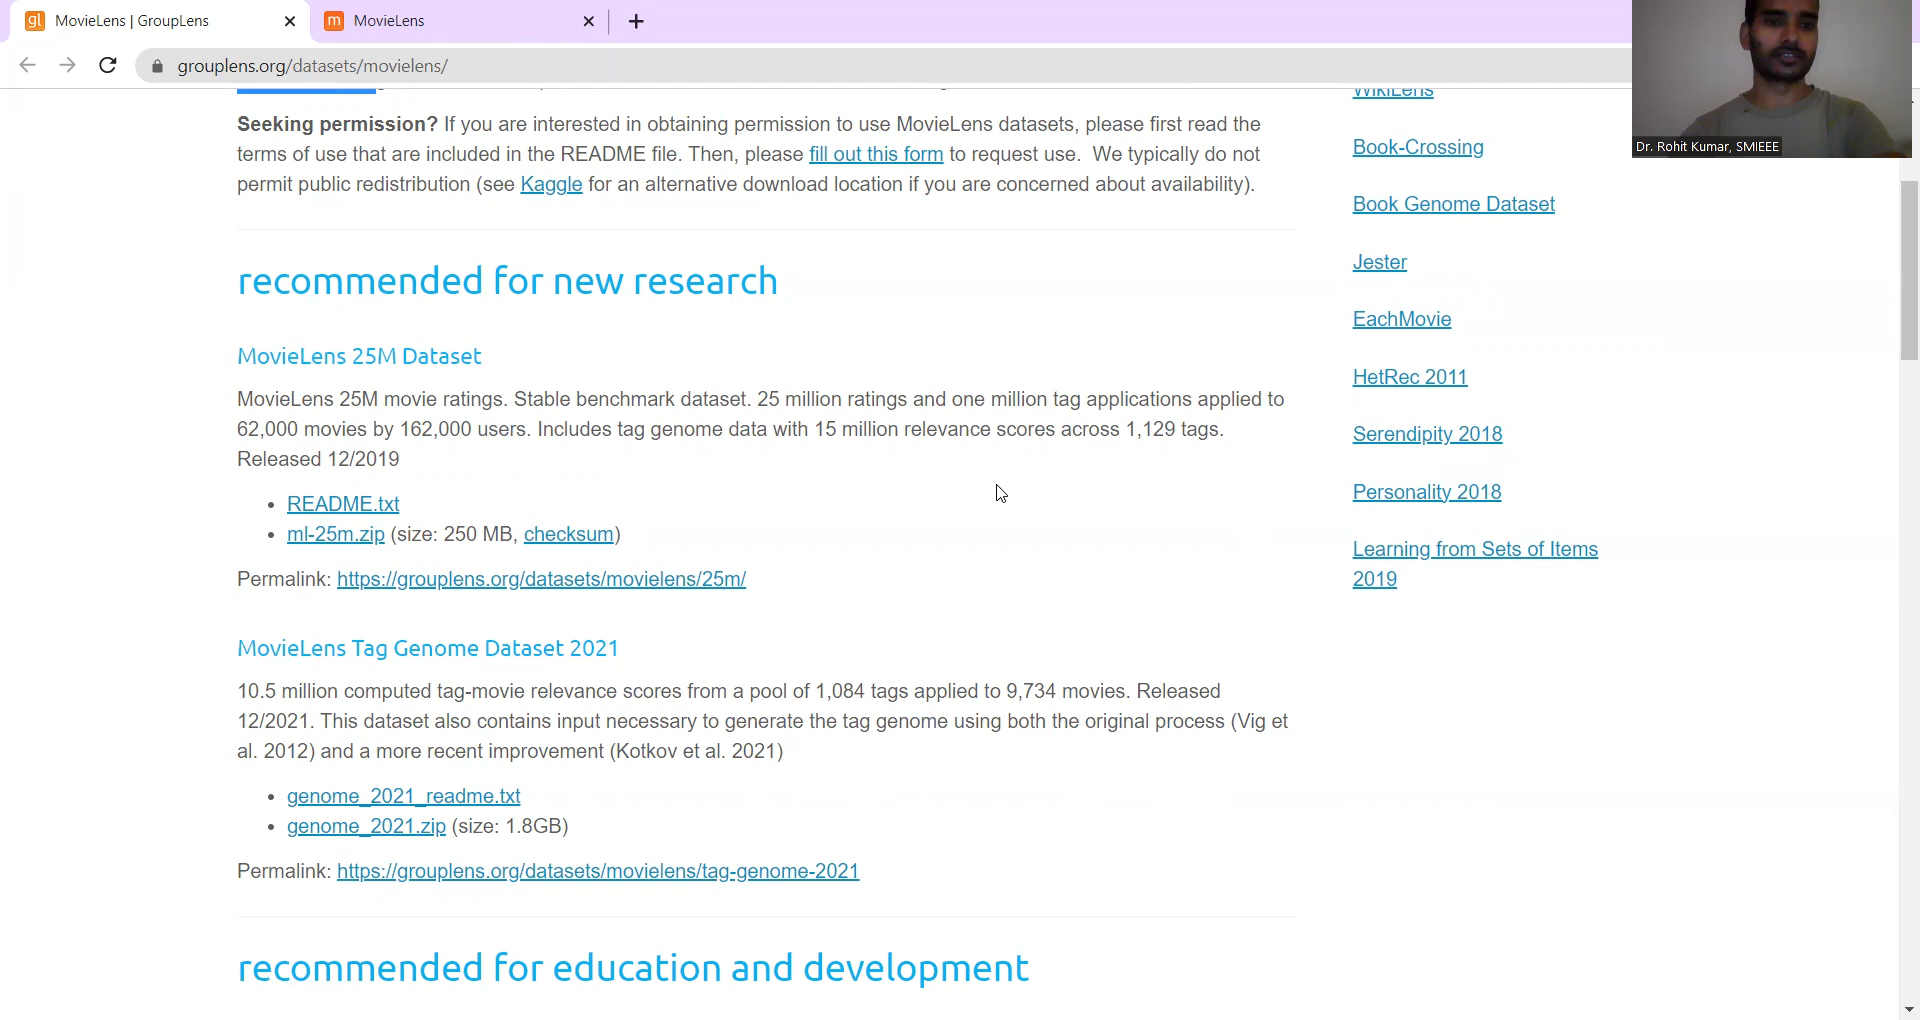 MovieLens | GroupLens
MovieLens
grouplens.org/datasets/movielens/
Seeking permission? If you are interested in obtaining permission to use MovieLens datasets, please first read the
terms of use that are included in the README file. Then, please fill out this form to request use. We typically do not
permit public redistribution (see Kaggle for an alternative download location if you are concerned about availability).
recommended for new research
MovieLens 25M Dataset
MovieLens 25M movie ratings. Stable benchmark dataset. 25 million ratings and one million tag applications applied to
62,000 movies by 162,000 users. Includes tag genome data with 15 million relevance scores across 1,129 tags.
Released 12/2019
• README.txt
• ml-25m.zip (size: 250 MB, checksum)
Permalink: https://grouplens.org/datasets/movielens/25m/
MovieLens Tag Genome Dataset 2021
10.5 million computed tag-movie relevance scores from a pool of 1,084 tags applied to 9,734 movies. Released
12/2021. This dataset also contains input necessary to generate the tag genome using both the original process (Vig et
al. 2012) and a more recent improvement (Kotkov et al. 2021)
• genome_2021_readme.txt
• genome_2021.zip (size: 1.8GB)
Permalink: https://grouplens.org/datasets/movielens/tag-genome-2021
recommended for education and development
WikiLens
Book-Crossing
Book Genome Dataset
Jester
EachMovie
HetRec 2011
Serendipity 2018
Personality 2018
Learning from Sets of Items
2019
Dr. Rohit Kumar, SMIEEE